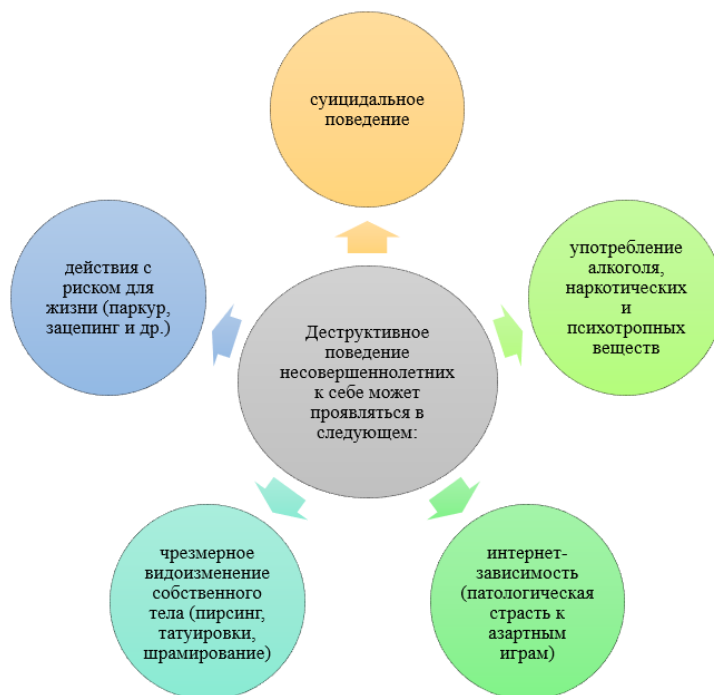 суицидальное
поведение
употребление
алкоголя,
наркотических
и
психотропных
веществ
интернет-
зависимость
(патологическая
страсть к
азартным
играм)
чрезмерное
видоизменение
собственного
тела (пирсинг,
татуировки,
шрамирование)
действия с
риском для
жизни (паркур,
зацепинг и др.)
Деструктивное
поведение
несовершеннолетних
к себе может
проявляться в
следующем: